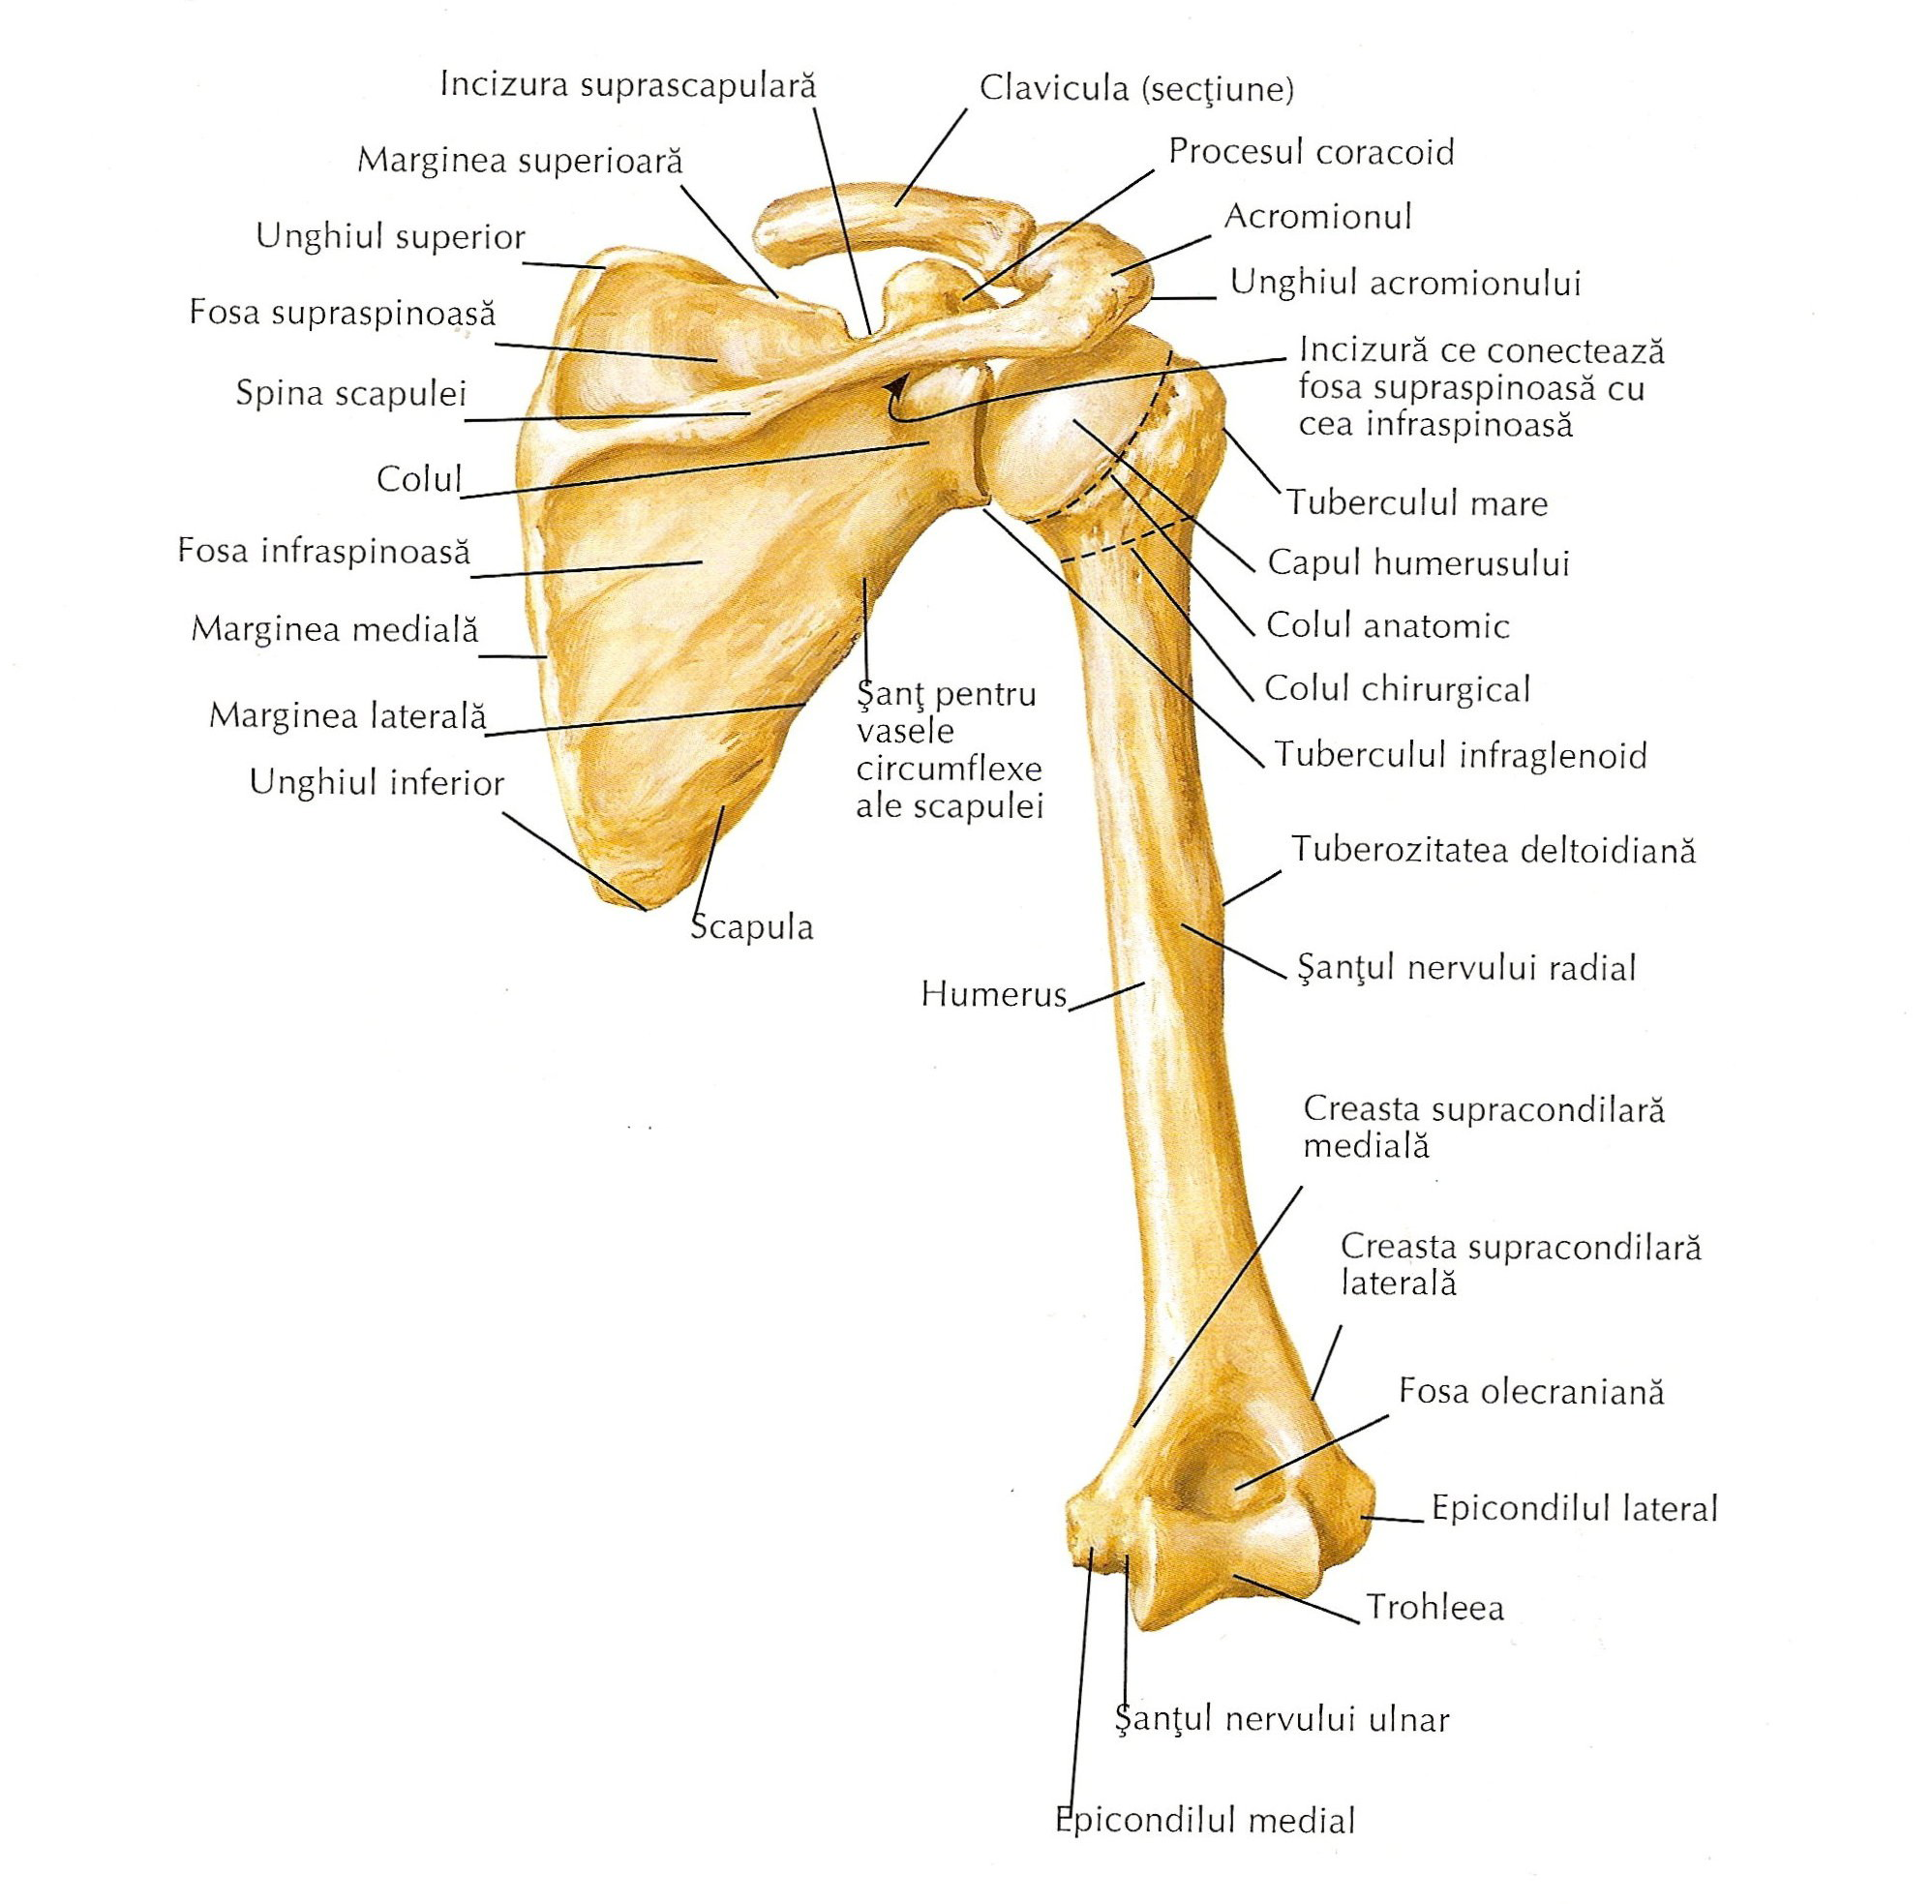 Incizura suprascapulară
Clavicula (secţiune)
Marginea superioară
Procesul coracoid
Unghiul superior
Acromionul
Fosa supraspinoasă
Unghiul acromionului
Spina scapulei
Incizură ce conectează
fosa supraspinoasă cu
cea infraspinoasă
Colul
Tuberculul mare
Fosa infraspinoasă
Capul humerusului
Marginea medială
Colul anatomic
Marginea laterală
Şanţ pentru
vasele
circumflexe
ale scapulei
Colul chirurgical
Unghiul inferior
Tuberculul infraglenoid
Scapula
Tuberozitatea deltoidiană
Humerus
Şanţul nervului radial
Creasta supracondilară
medială
Creasta supracondilară
laterală
Fosa olecraniană
Epicondilul lateral
Trohleea
Şanţul nervului ulnar
Epicondilul medial